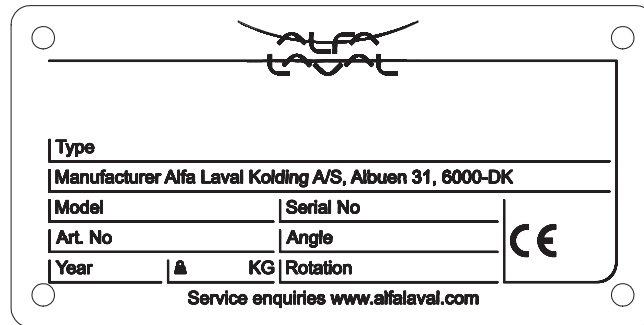 ALFA
LAVAL
Type
Manufacturer Alfa Laval Kolding A/S, Albuen 31, 6000-DK
Model Serial No
Art. No Angle
CE
Year KG Rotation
Service enquiries www.alfalaval.com